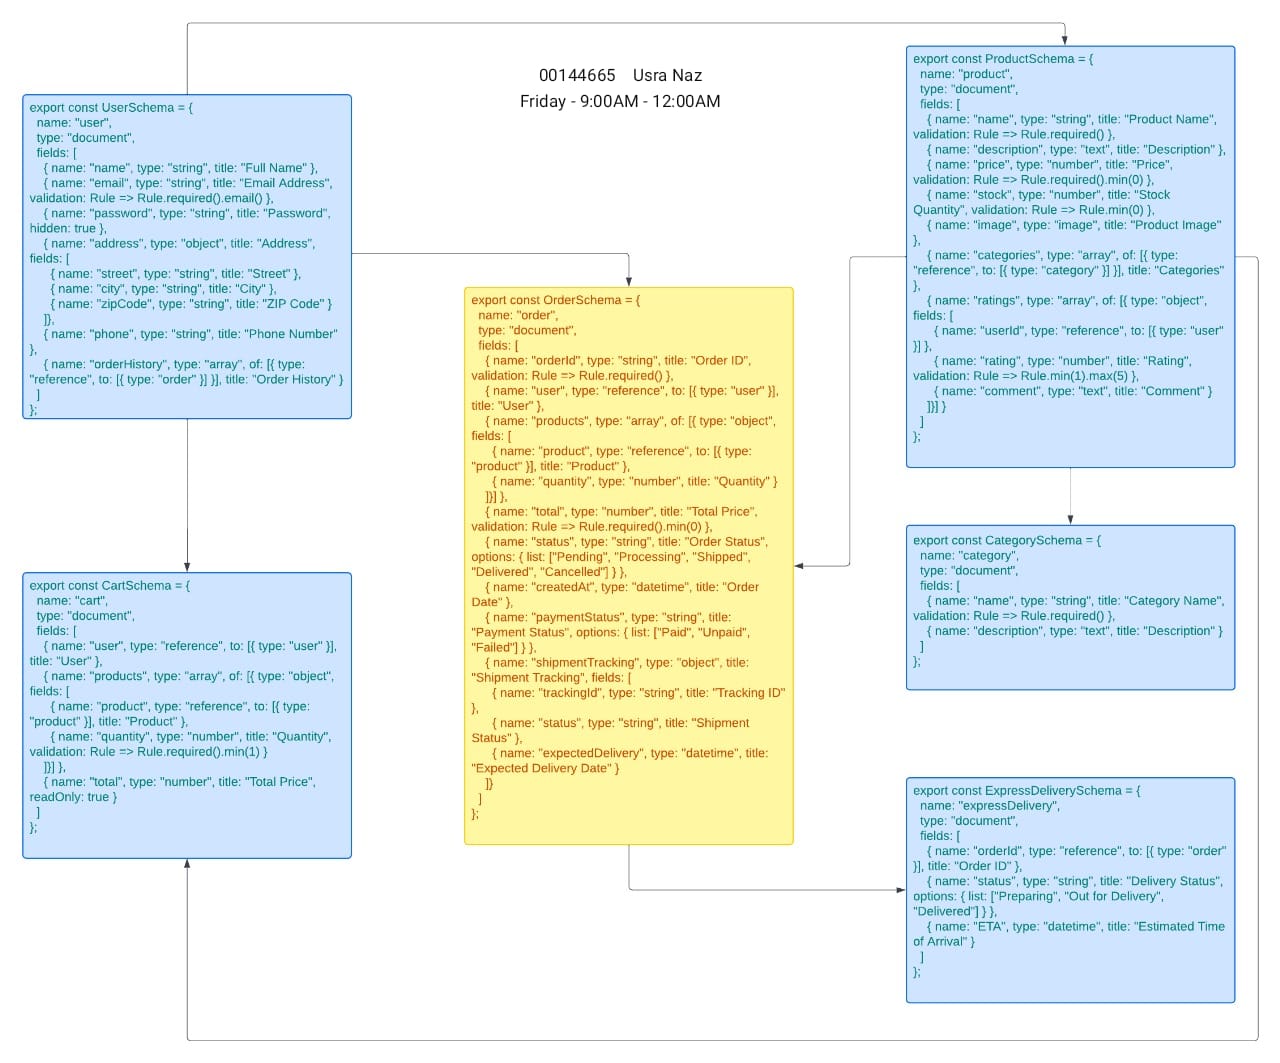 00144665 Usra Naz
Friday - 9:00AM - 12:00AM
export const UserSchema = {
name: "user",
type: "document",
fields: [
{ name: "name", type: "string", title: "Full Name" },
{ name: "email", type: "string", title: "Email Address",
validation: Rule => Rule.required().email() },
{ name: "password", type: "string", title: "Password",
hidden: true },
{ name: "address", type: "object", title: "Address",
fields: [
{ name: "street", type: "string", title: "Street" },
{ name: "city", type: "string", title: "City" },
{ name: "zipCode", type: "string", title: "ZIP Code" }
]},
{ name: "phone", type: "string", title: "Phone Number"
},
{ name: "orderHistory", type: "array", of: [{ type:
"reference", to: [{ type: "order" }] }], title: "Order History" }
]
};
export const CartSchema = {
name: "cart",
type: "document",
fields: [
{ name: "user", type: "reference", to: [{ type: "user" }],
title: "User" },
{ name: "products", type: "array", of: [{ type: "object",
fields: [
{ name: "product", type: "reference", to: [{ type:
"product" }], title: "Product" },
{ name: "quantity", type: "number", title: "Quantity",
validation: Rule => Rule.required().min(1) }
]}] },
{ name: "total", type: "number", title: "Total Price",
readOnly: true }
]
};
export const OrderSchema = {
name: "order",
type: "document",
fields: [
{ name: "orderId", type: "string", title: "Order ID",
validation: Rule => Rule.required() },
{ name: "user", type: "reference", to: [{ type: "user" }],
title: "User" },
{ name: "products", type: "array", of: [{ type: "object",
fields: [
{ name: "product", type: "reference", to: [{ type:
"product" }], title: "Product" },
{ name: "quantity", type: "number", title: "Quantity" }
]}] },
{ name: "total", type: "number", title: "Total Price",
validation: Rule => Rule.required().min(0) },
{ name: "status", type: "string", title: "Order Status",
options: { list: ["Pending", "Processing", "Shipped",
"Delivered", "Cancelled"] } },
{ name: "createdAt", type: "datetime", title: "Order
Date" },
{ name: "paymentStatus", type: "string", title:
"Payment Status", options: { list: ["Paid", "Unpaid",
"Failed"] } },
{ name: "shipmentTracking", type: "object", title:
"Shipment Tracking", fields: [
{ name: "trackingId", type: "string", title: "Tracking ID"
},
{ name: "status", type: "string", title: "Shipment
Status" },
{ name: "expectedDelivery", type: "datetime", title:
"Expected Delivery Date" }
]}
]
};
export const ProductSchema = {
name: "product",
type: "document",
fields: [
{ name: "name", type: "string", title: "Product Name",
validation: Rule => Rule.required() },
{ name: "description", type: "text", title: "Description" },
{ name: "price", type: "number", title: "Price",
validation: Rule => Rule.required().min(0) },
{ name: "stock", type: "number", title: "Stock
Quantity", validation: Rule => Rule.min(0) },
{ name: "image", type: "image", title: "Product Image"
},
{ name: "categories", type: "array", of: [{ type:
"reference", to: [{ type: "category" }] }], title: "Categories"
},
{ name: "ratings", type: "array", of: [{ type: "object",
fields: [
{ name: "userId", type: "reference", to: [{ type: "user"
}] },
{ name: "rating", type: "number", title: "Rating",
validation: Rule => Rule.min(1).max(5) },
{ name: "comment", type: "text", title: "Comment" }
]}] }
]
};
export const CategorySchema = {
name: "category",
type: "document",
fields: [
{ name: "name", type: "string", title: "Category Name",
validation: Rule => Rule.required() },
{ name: "description", type: "text", title: "Description" }
]
};
export const ExpressDeliverySchema = {
name: "expressDelivery",
type: "document",
fields: [
{ name: "orderId", type: "reference", to: [{ type: "order"
}], title: "Order ID" },
{ name: "status", type: "string", title: "Delivery Status",
options: { list: ["Preparing", "Out for Delivery",
"Delivered"] } },
{ name: "ETA", type: "datetime", title: "Estimated Time
of Arrival" }
]
};